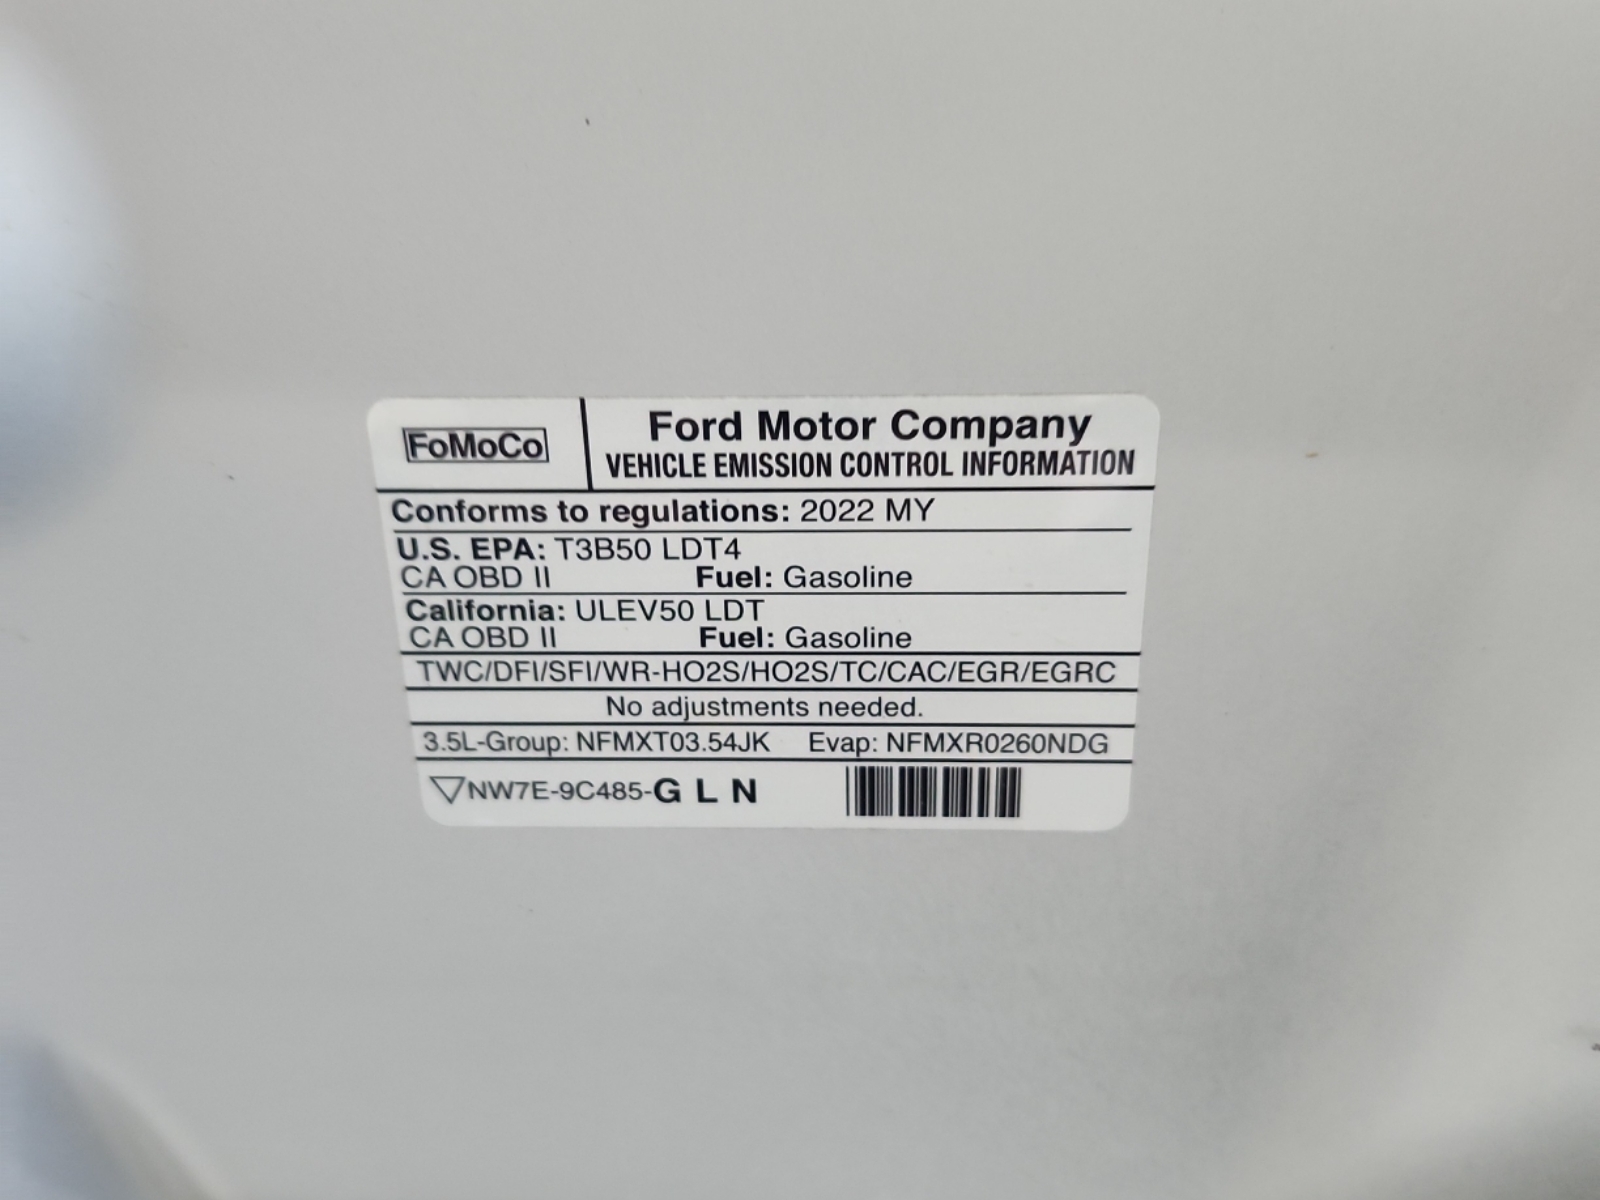 FoMoCo
Ford Motor Company
VEHICLE EMISSION CONTROL INFORMATION
Conforms to regulations: 2022 MY
U.S. EPA: T3B50 LDT4
CA OBD II Fuel: Gasoline
California: ULEV50 LDT
CA OBD II Fuel: Gasoline
TWC/DFI/SFI/WR-HO2S/HO2S/TC/CAC/EGR/EGRC
No adjustments needed.
3.5L-Group: NFMXT03.54JK Evap: NFMXR0260NDG
NW7E-9C485-G L N